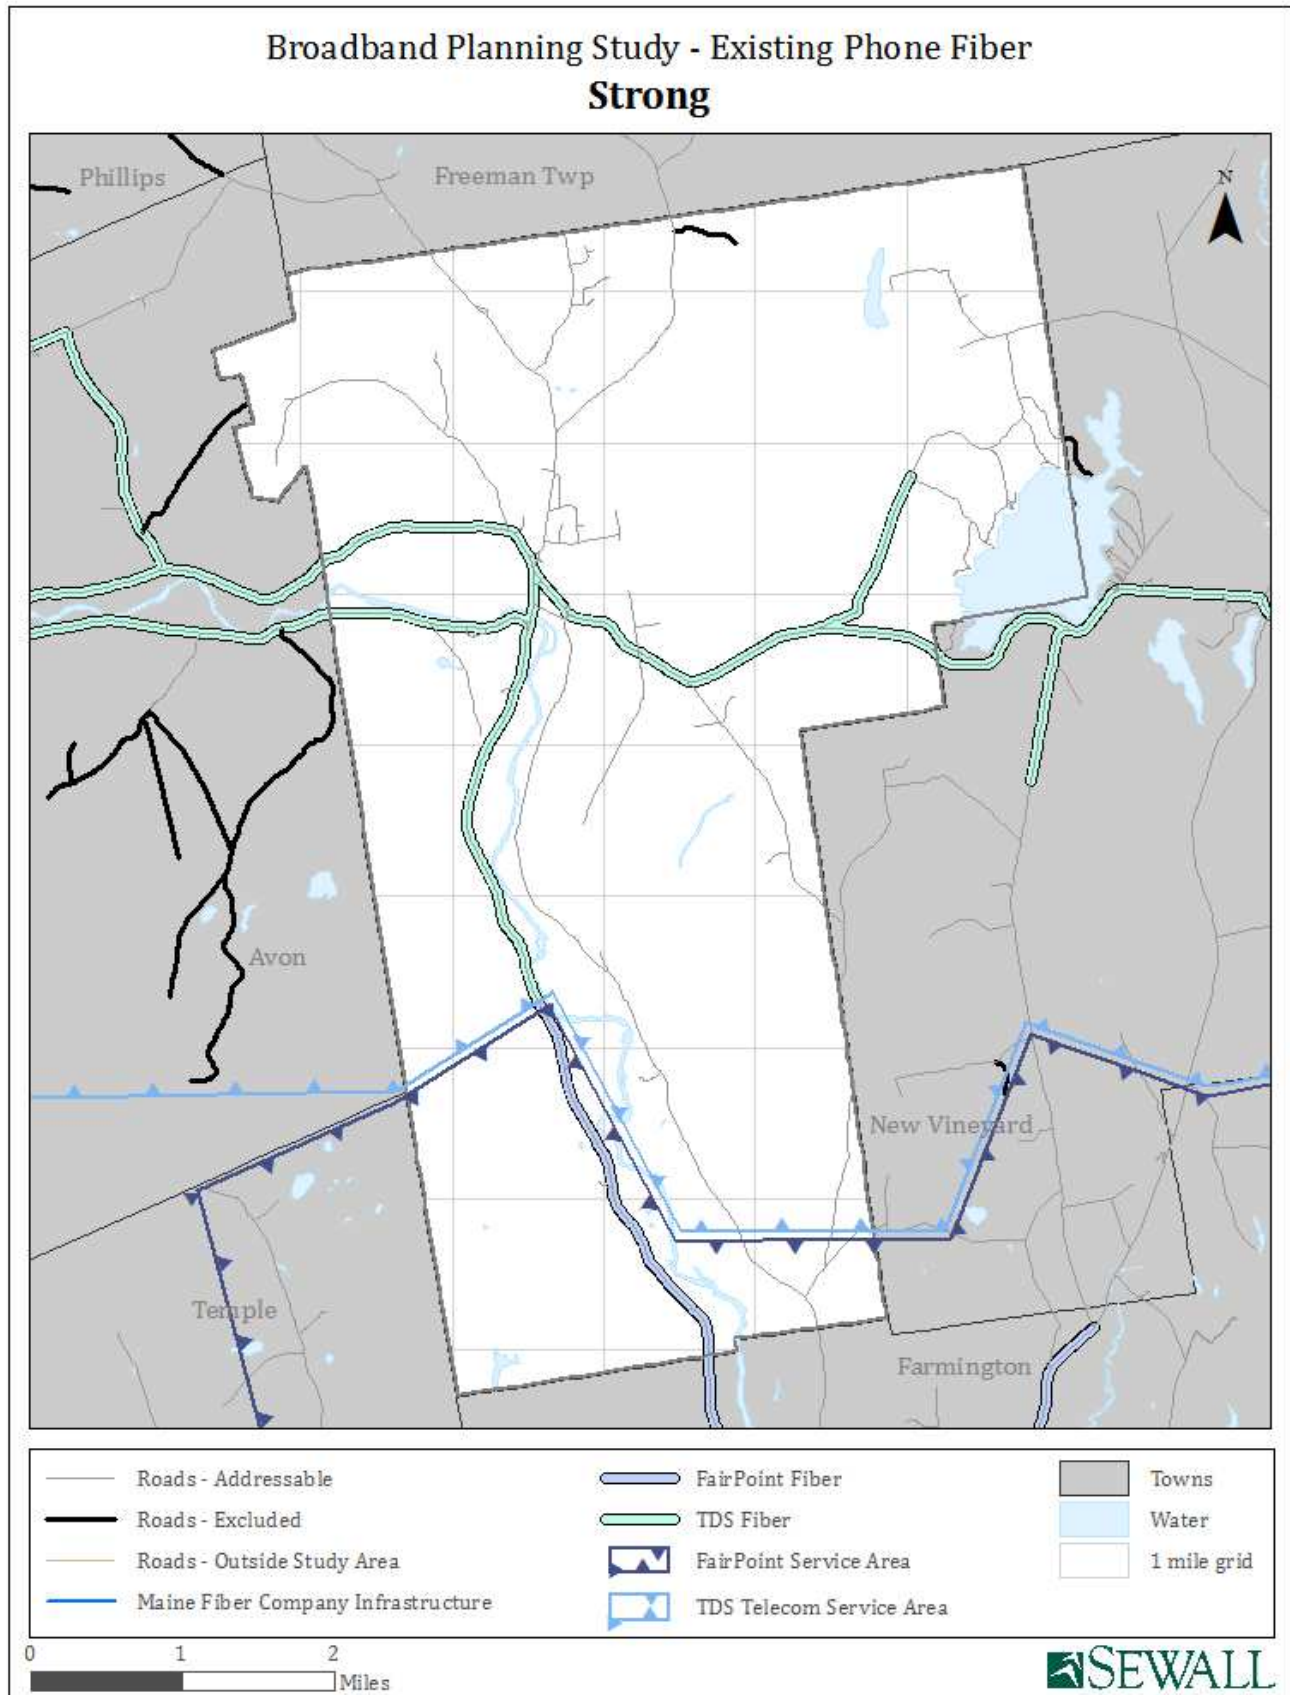 Broadband Planning Study - Existing Phone Fiber
Strong
Phillips
Freeman Twp
N
Avon
New Vineyard
Temple
Farmington
Roads - Addressable
Roads - Excluded
Roads - Outside Study Area
Maine Fiber Company Infrastructure
FairPoint Fiber
TDS Fiber
FairPoint Service Area
TDS Telecom Service Area
Towns
Water
1 mile grid
0 1 2
Miles
SEWALL